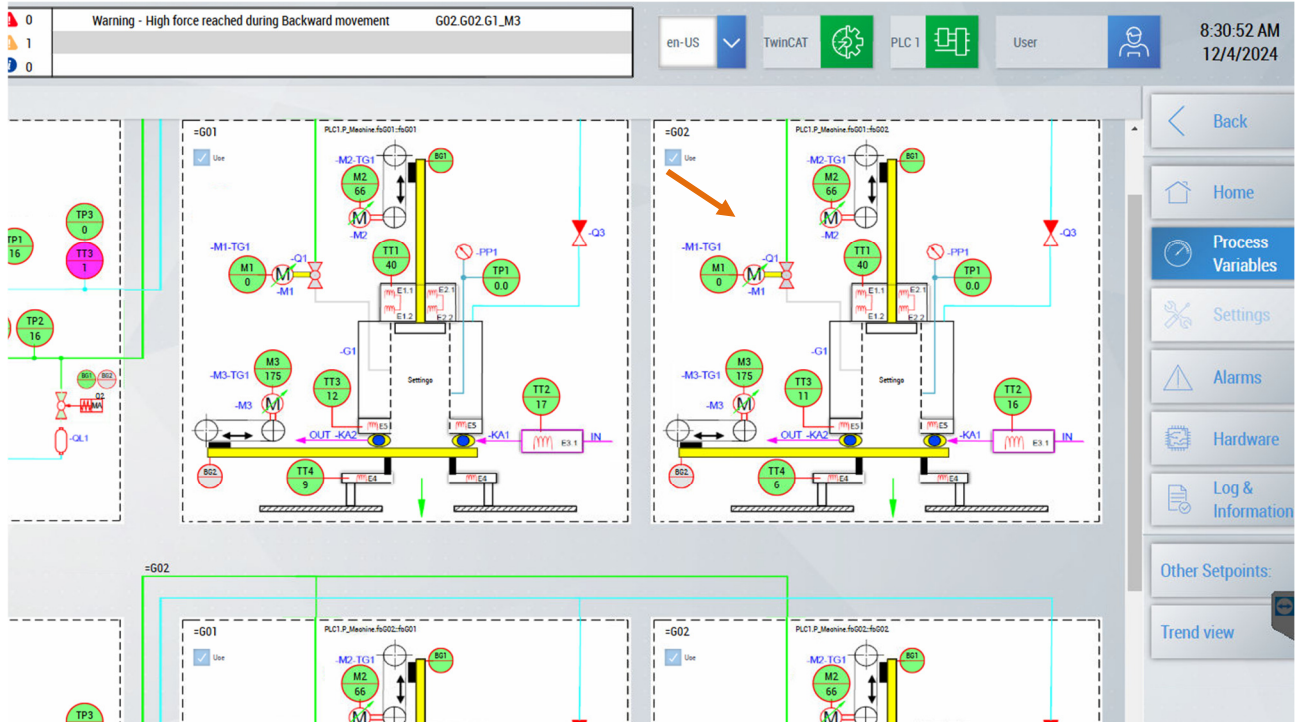 0
Warning - High force reached during Backward movement
G02.G02.G1_M3
1
0
en-US
TwinCAT
PLC 1
User
8:30:52 AM
12/4/2024
Back
Home
Process
Variables
Settings
Alarms
Hardware
Log &
Information
Other Setpoints:
Trend view
TP3
0
TP1
16
TT3
1
TP2
16
BG1
BG2
Q2
MA
-QL1
=G01
PLC1.P_Machine.fbG01::fbG01
Use
-M2-TG1
BG1
M2
66
M
-M2
-Q3
-M1-TG1
M1
0
M
-M1
-Q1
TT1
40
-PP1
TP1
0.0
E1.1
E2.1
E1.2
E2.2
-G1
M3
175
-M3-TG1
-M3
M
TT3
12
Settings
TT2
17
E5
E5
OUT
-KA2
-KA1
E3.1
IN
BG2
TT4
9
E4
E4
=G02
PLC1.P_Machine.fbG01::fbG02
Use
-M2-TG1
BG1
M2
66
M
-M2
-Q3
-M1-TG1
M1
0
M
-M1
-Q1
TT1
40
-PP1
TP1
0.0
E1.1
E2.1
E1.2
E2.2
-G1
M3
175
-M3-TG1
-M3
M
TT3
11
Settings
TT2
16
E5
E5
OUT
-KA2
-KA1
E3.1
IN
BG2
TT4
6
E4
E4
=G02
=G01
PLC1.P_Machine.fbG02::fbG01
Use
-M2-TG1
BG1
M2
66
M
=G02
PLC1.P_Machine.fbG02::fbG02
Use
-M2-TG1
BG1
M2
66
M
TP3